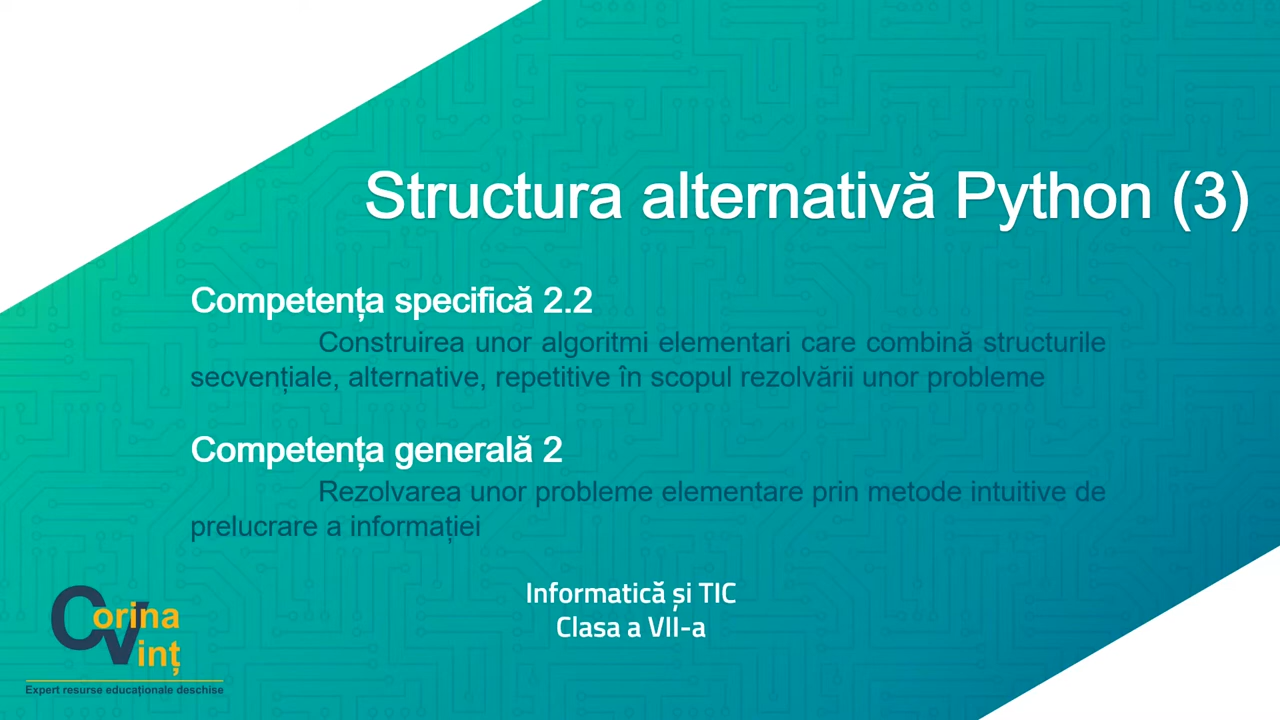 Structura alternativă Python (3)
Competența specifică 2.2
Construirea unor algoritmi elementari care combină structurile
secvențiale, alternative, repetitive în scopul rezolvării unor probleme
Competența generală 2
Rezolvarea unor probleme elementare prin metode intuitive de
prelucrare a informației
Informatică și TIC
Clasa a VII-a
Corina
Vinț
Expert resurse educaționale deschise